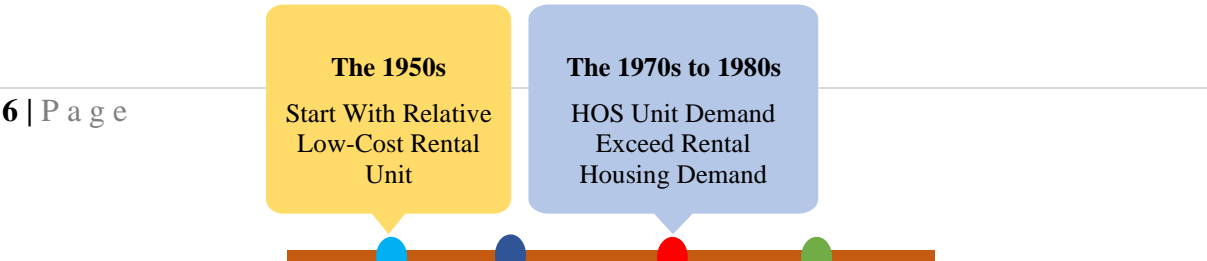 The 1950s
Start With Relative
Low-Cost Rental
Unit
The 1970s to 1980s
HOS Unit Demand
Exceed Rental
Housing Demand
6 | P a g e